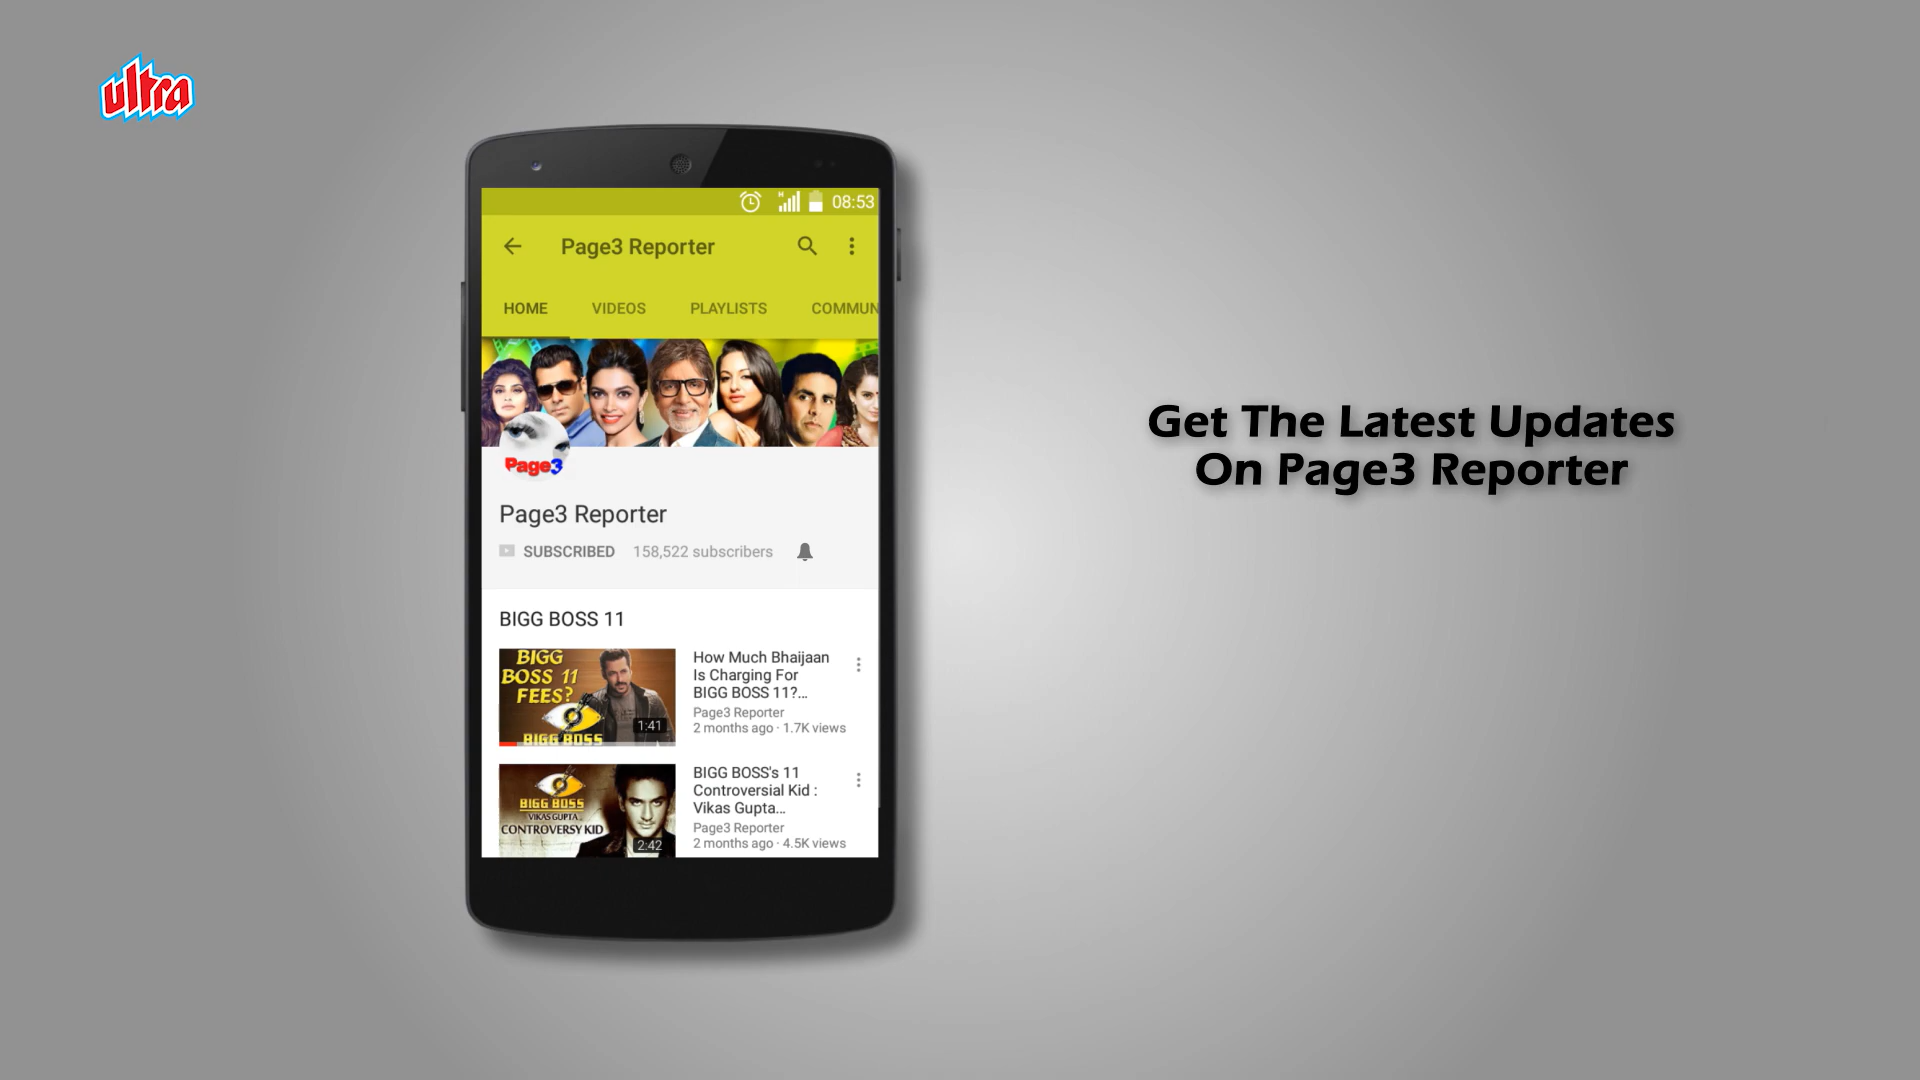 ultra
08:53
Page3 Reporter
HOME VIDEOS PLAYLISTS COMMUN
Page3
Page3 Reporter
SUBSCRIBED 158,522 subscribers
BIGG BOSS 11
BIGG
BOSS 11
FEES?
1:41
BIGG BOSS
How Much Bhaijaan
Is Charging For
BIGG BOSS 11?...
Page3 Reporter
2 months ago · 1.7K views
BIGG BOSS
VIKAS GUPTA
CONTROVERSY KID
2:42
BIGG BOSS's 11
Controversial Kid :
Vikas Gupta...
Page3 Reporter
2 months ago · 4.5K views
Get The Latest Updates
On Page3 Reporter